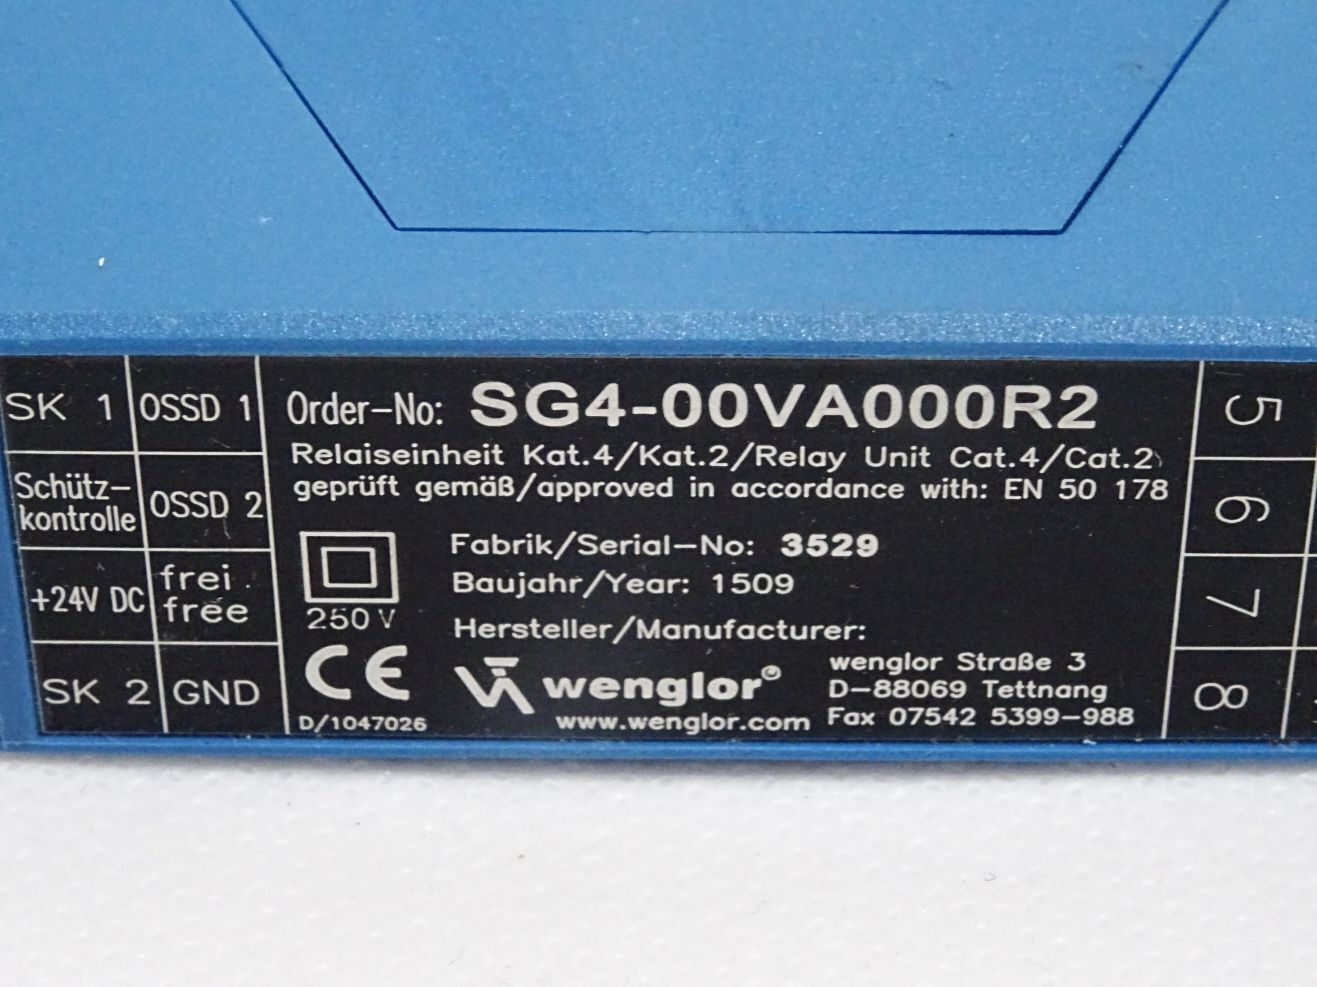 SK 1
OSSD 1
Schütz-
kontrolle
OSSD 2
+24V DC
frei
free
SK 2
GND
Order-No: SG4-00VA000R2
Relaiseinheit Kat.4/Kat.2/Relay Unit Cat.4/Cat.2
geprüft gemäß/approved in accordance with: EN 50 178
250 V
CE
D/1047026
Fabrik/Serial-No: 3529
Baujahr/Year: 1509
Hersteller/Manufacturer:
wenglor®
www.wenglor.com
wenglor Straße 3
D-88069 Tettnang
Fax 07542 5399-988
5
6
7
8